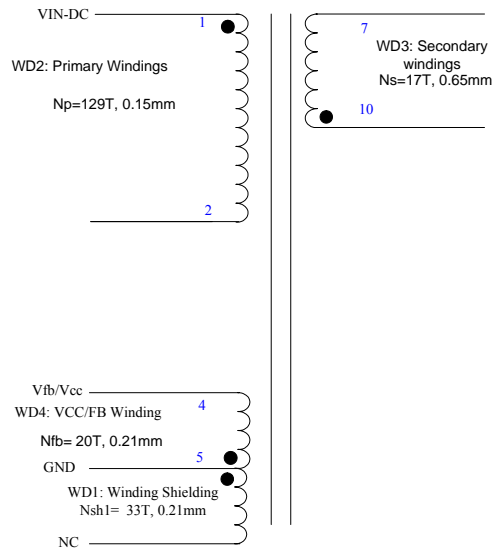 VIN-DC
1
WD2: Primary Windings
Np=129T, 0.15mm
2
7
WD3: Secondary
windings
Ns=17T, 0.65mm
10
Vfb/Vcc
4
WD4: VCC/FB Winding
Nfb= 20T, 0.21mm
5
GND
WD1: Winding Shielding
Nsh1= 33T, 0.21mm
NC